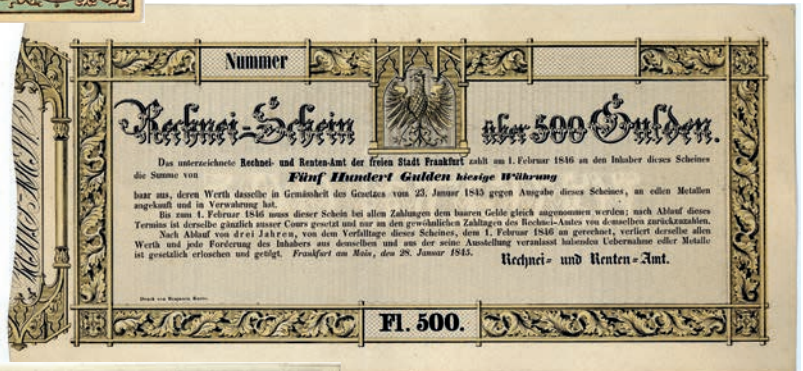 Nummer
Rechnei-Schein über 500 Gulden.
Das unterzeichnete Rechnei- und Renten-Amt der freien Stadt Frankfurt zahlt am 1. Februar 1846 an den Inhaber dieses Scheines
die Summe von Fünf Hundert Gulden hiesige Währung
baar aus, deren Werth dasselbe in Gemässheit des Gesetzes vom 23. Januar 1845 gegen Ausgabe dieses Scheines, an edlen Metallen
angekauft und in Verwahrung hat.
Bis zum 1. Februar 1846 muss dieser Schein bei allen Zahlungen dem baaren Gelde gleich angenommen werden; nach Ablauf dieses
Termins ist derselbe gänzlich ausser Cours gesetzt und nur an den gewöhnlichen Zahltagen des Rechnei-Amtes von demselben zurückzuzahlen.
Nach Ablauf von drei Jahren, von dem Verfalltage dieses Scheines, dem 1. Februar 1846 an gerechnet, verliert derselbe allen
Werth und jede Forderung des Inhabers aus demselben und aus der seine Ausstellung veranlasst habenden Uebernahme edler Metalle
ist gesetzlich erloschen und getilgt. Frankfurt am Main, den 28. Januar 1845.
Rechnei- und Renten-Amt.
Druck von Benjamin
Fl. 500.